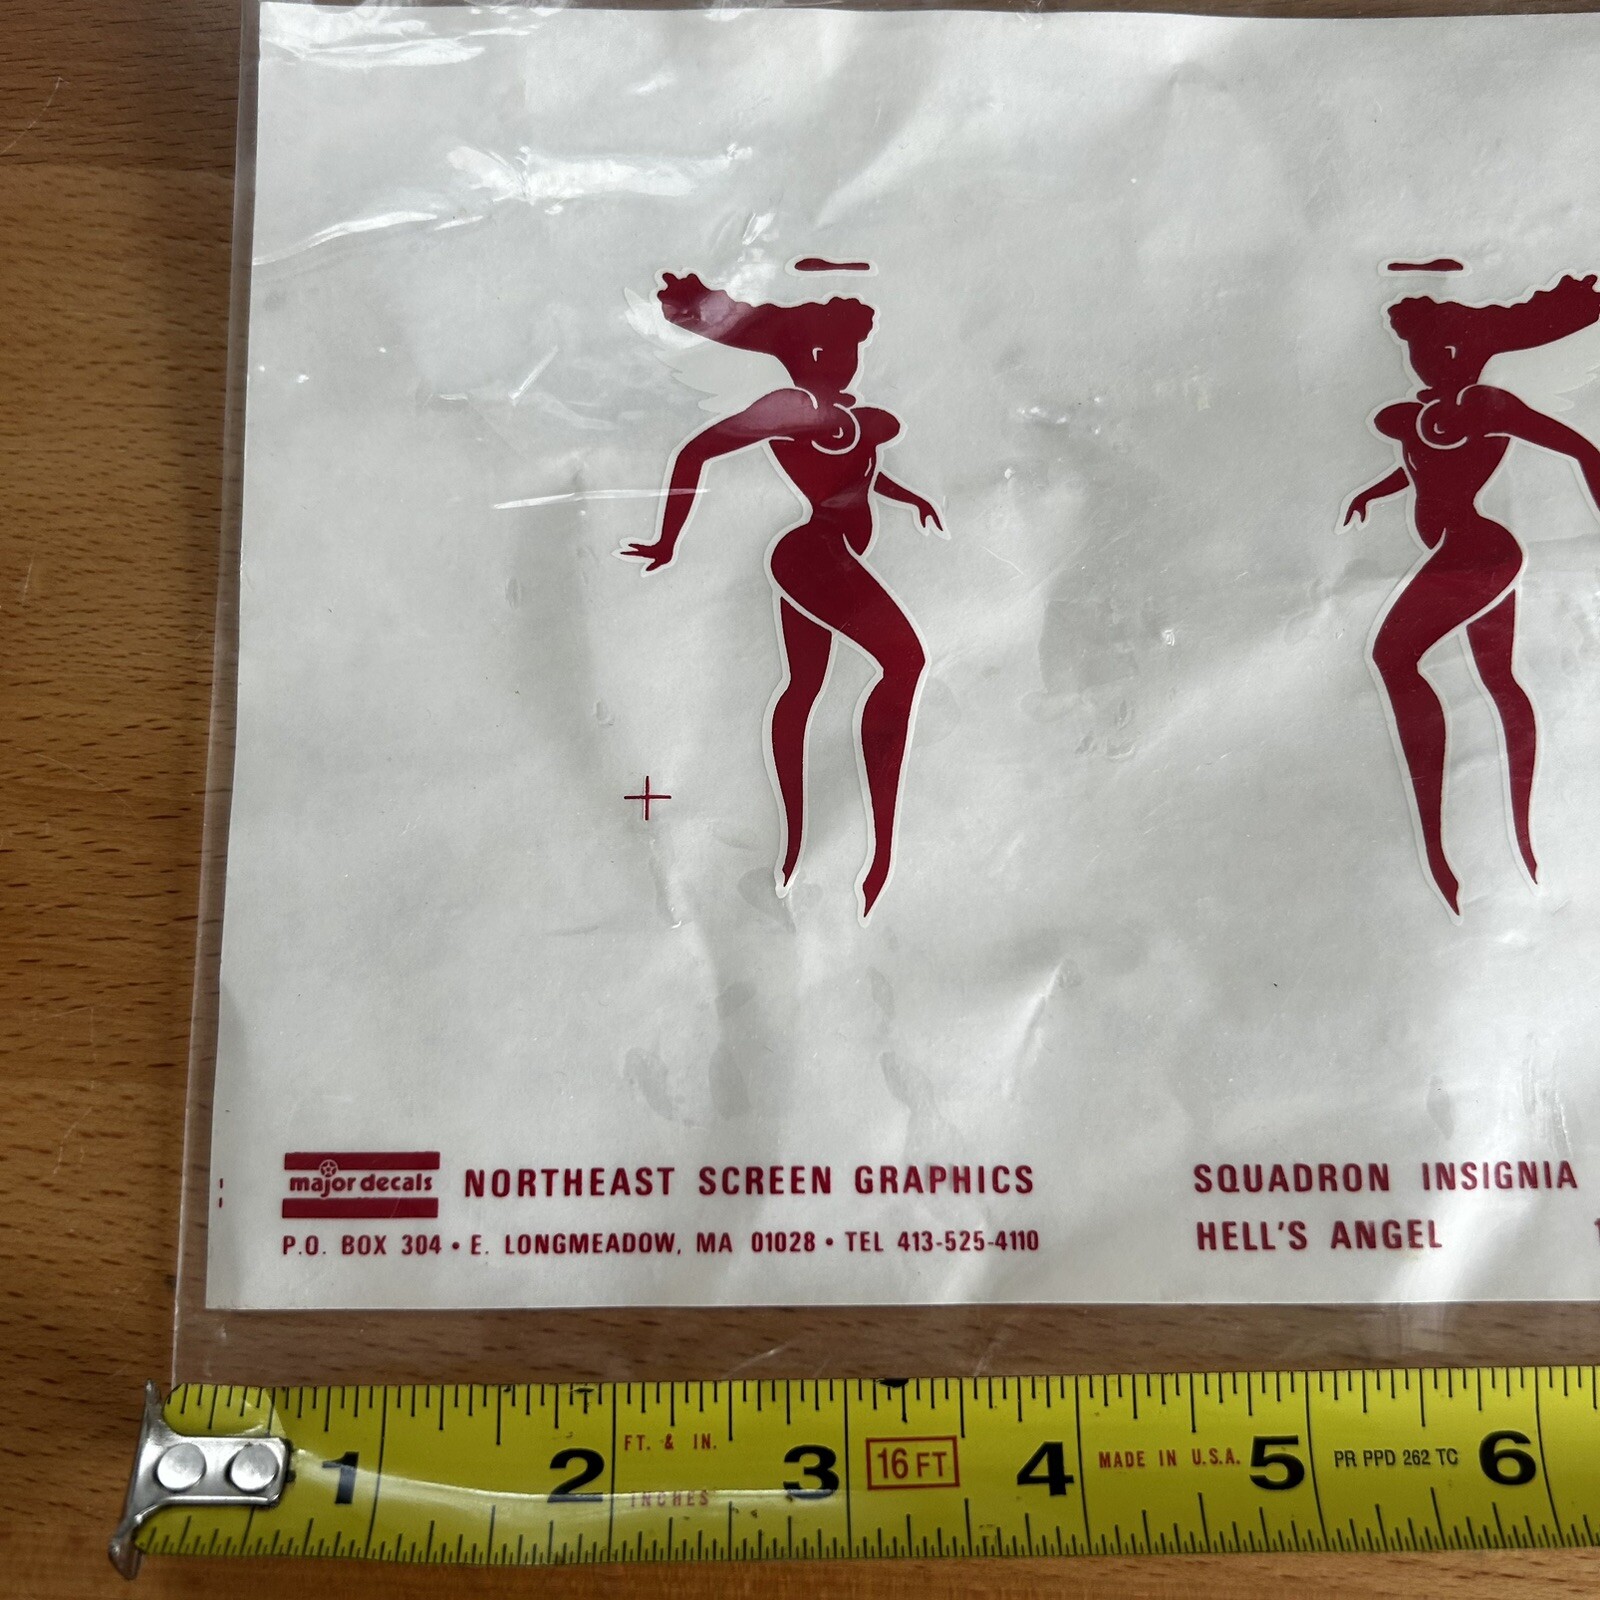 major decals
NORTHEAST SCREEN GRAPHICS
P.O. BOX 304 • E. LONGMEADOW, MA 01028 • TEL 413-525-4110
SQUADRON INSIGNIA
HELL'S ANGEL
1 2 3 4 5 6
FT. & IN.
INCHES
16 FT
MADE IN U.S.A.
PR PPD 262 TC